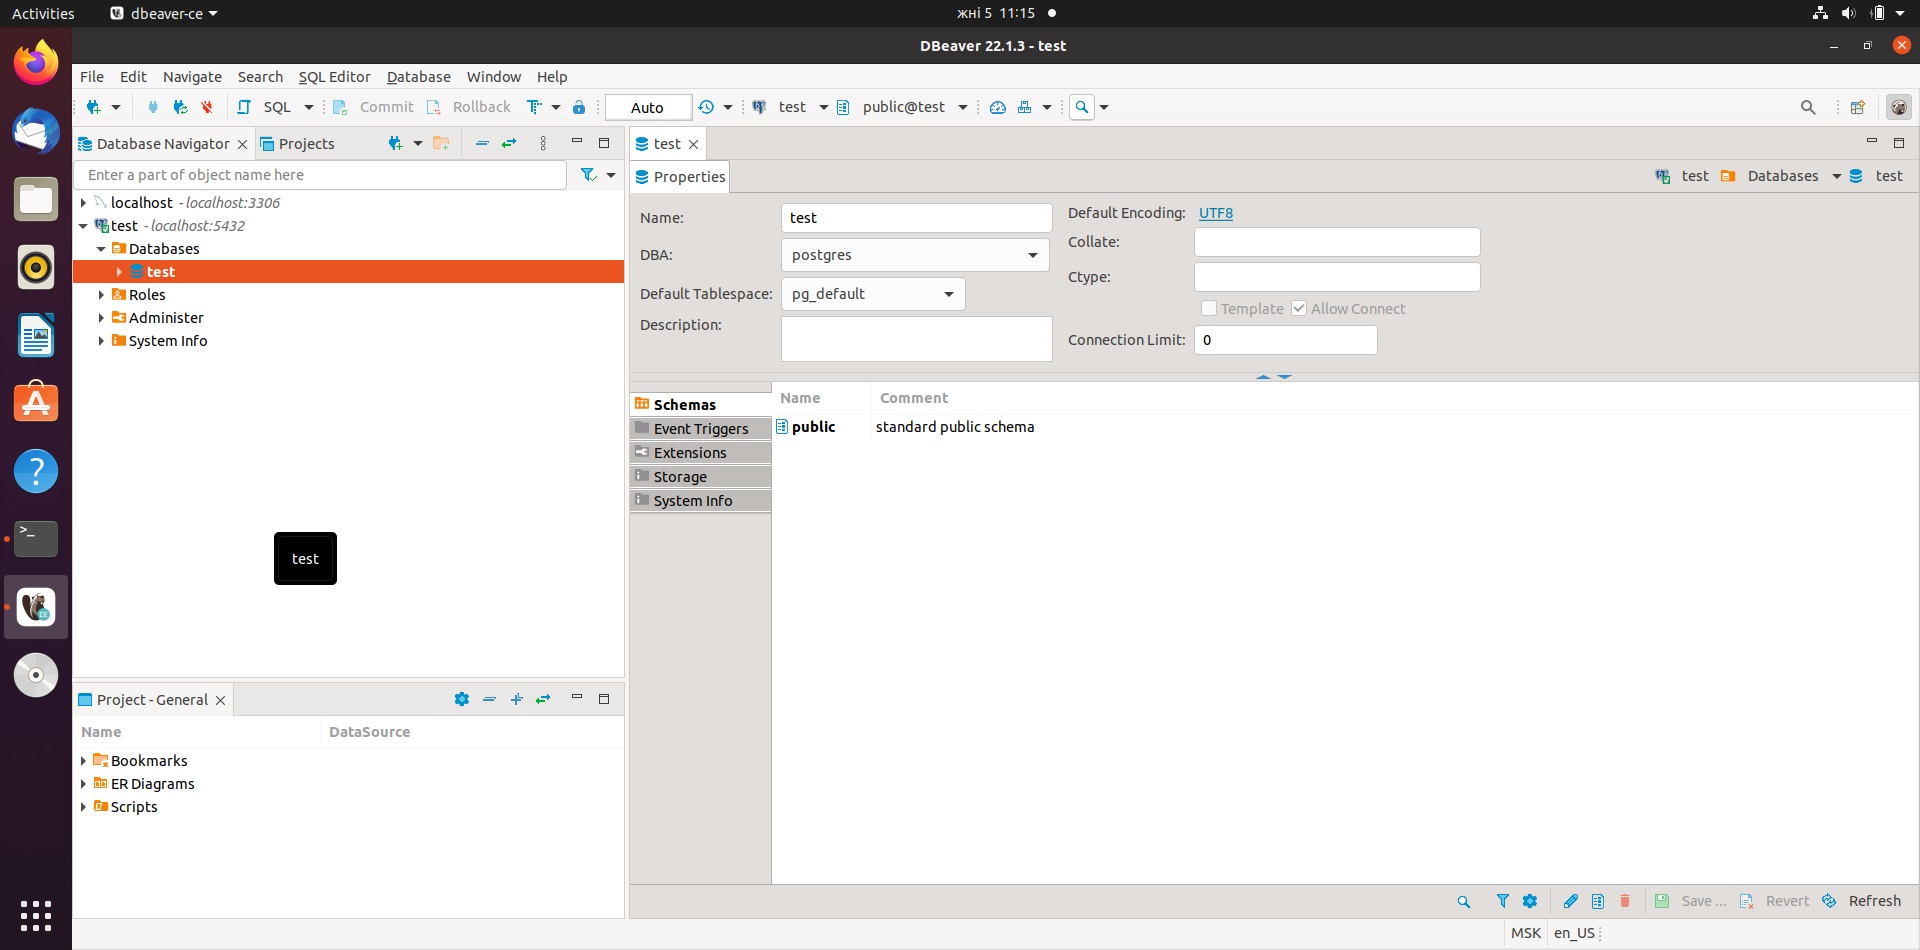 Activities dbeaver-ce жні 5 11:15
DBeaver 22.1.3 - test
File Edit Navigate Search SQL Editor Database Window Help
SQL Commit Rollback Auto test public@test
Database Navigator Projects
Enter a part of object name here
localhost - localhost:3306
test - localhost:5432
Databases
test
Roles
Administer
System Info
test
Project - General
Name DataSource
Bookmarks
ER Diagrams
Scripts
test
Properties test Databases test
Name: test
DBA: postgres
Default Tablespace: pg_default
Description:
Default Encoding: UTF8
Collate:
Ctype:
Template Allow Connect
Connection Limit: 0
Schemas
Event Triggers
Extensions
Storage
System Info
Name Comment
public standard public schema
Save ... Revert Refresh
MSK en_US